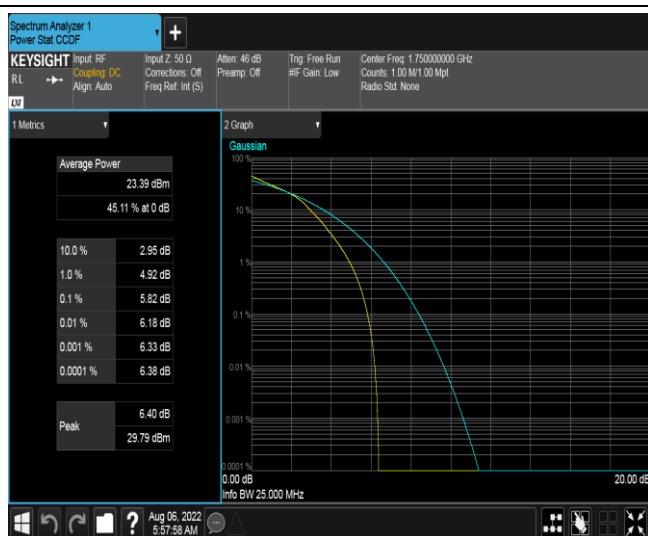 Spectrum Analyzer 1
Power Stat CCDF
+
KEYSIGHT
RL
LXI
Input: RF
Coupling: DC
Align: Auto
Input Z: 50 Ω
Corrections: Off
Freq Ref: Int (S)
Atten: 46 dB
Preamp: Off
Trig: Free Run
#IF Gain: Low
Center Freq: 1.750000000 GHz
Counts: 1.00 M/1.00 Mpt
Radio Std: None
1 Metrics
Average Power
23.39 dBm
45.11 % at 0 dB
10.0 % 2.95 dB
1.0 % 4.92 dB
0.1 % 5.82 dB
0.01 % 6.18 dB
0.001 % 6.33 dB
0.0001 % 6.38 dB
Peak
6.40 dB
29.79 dBm
2 Graph
Gaussian
100 %
10 %
1 %
0.1 %
0.01 %
0.001 %
0.0001 %
0.00 dB
20.00 dB
Info BW 25.000 MHz
?
Aug 06, 2022
5:57:58 AM